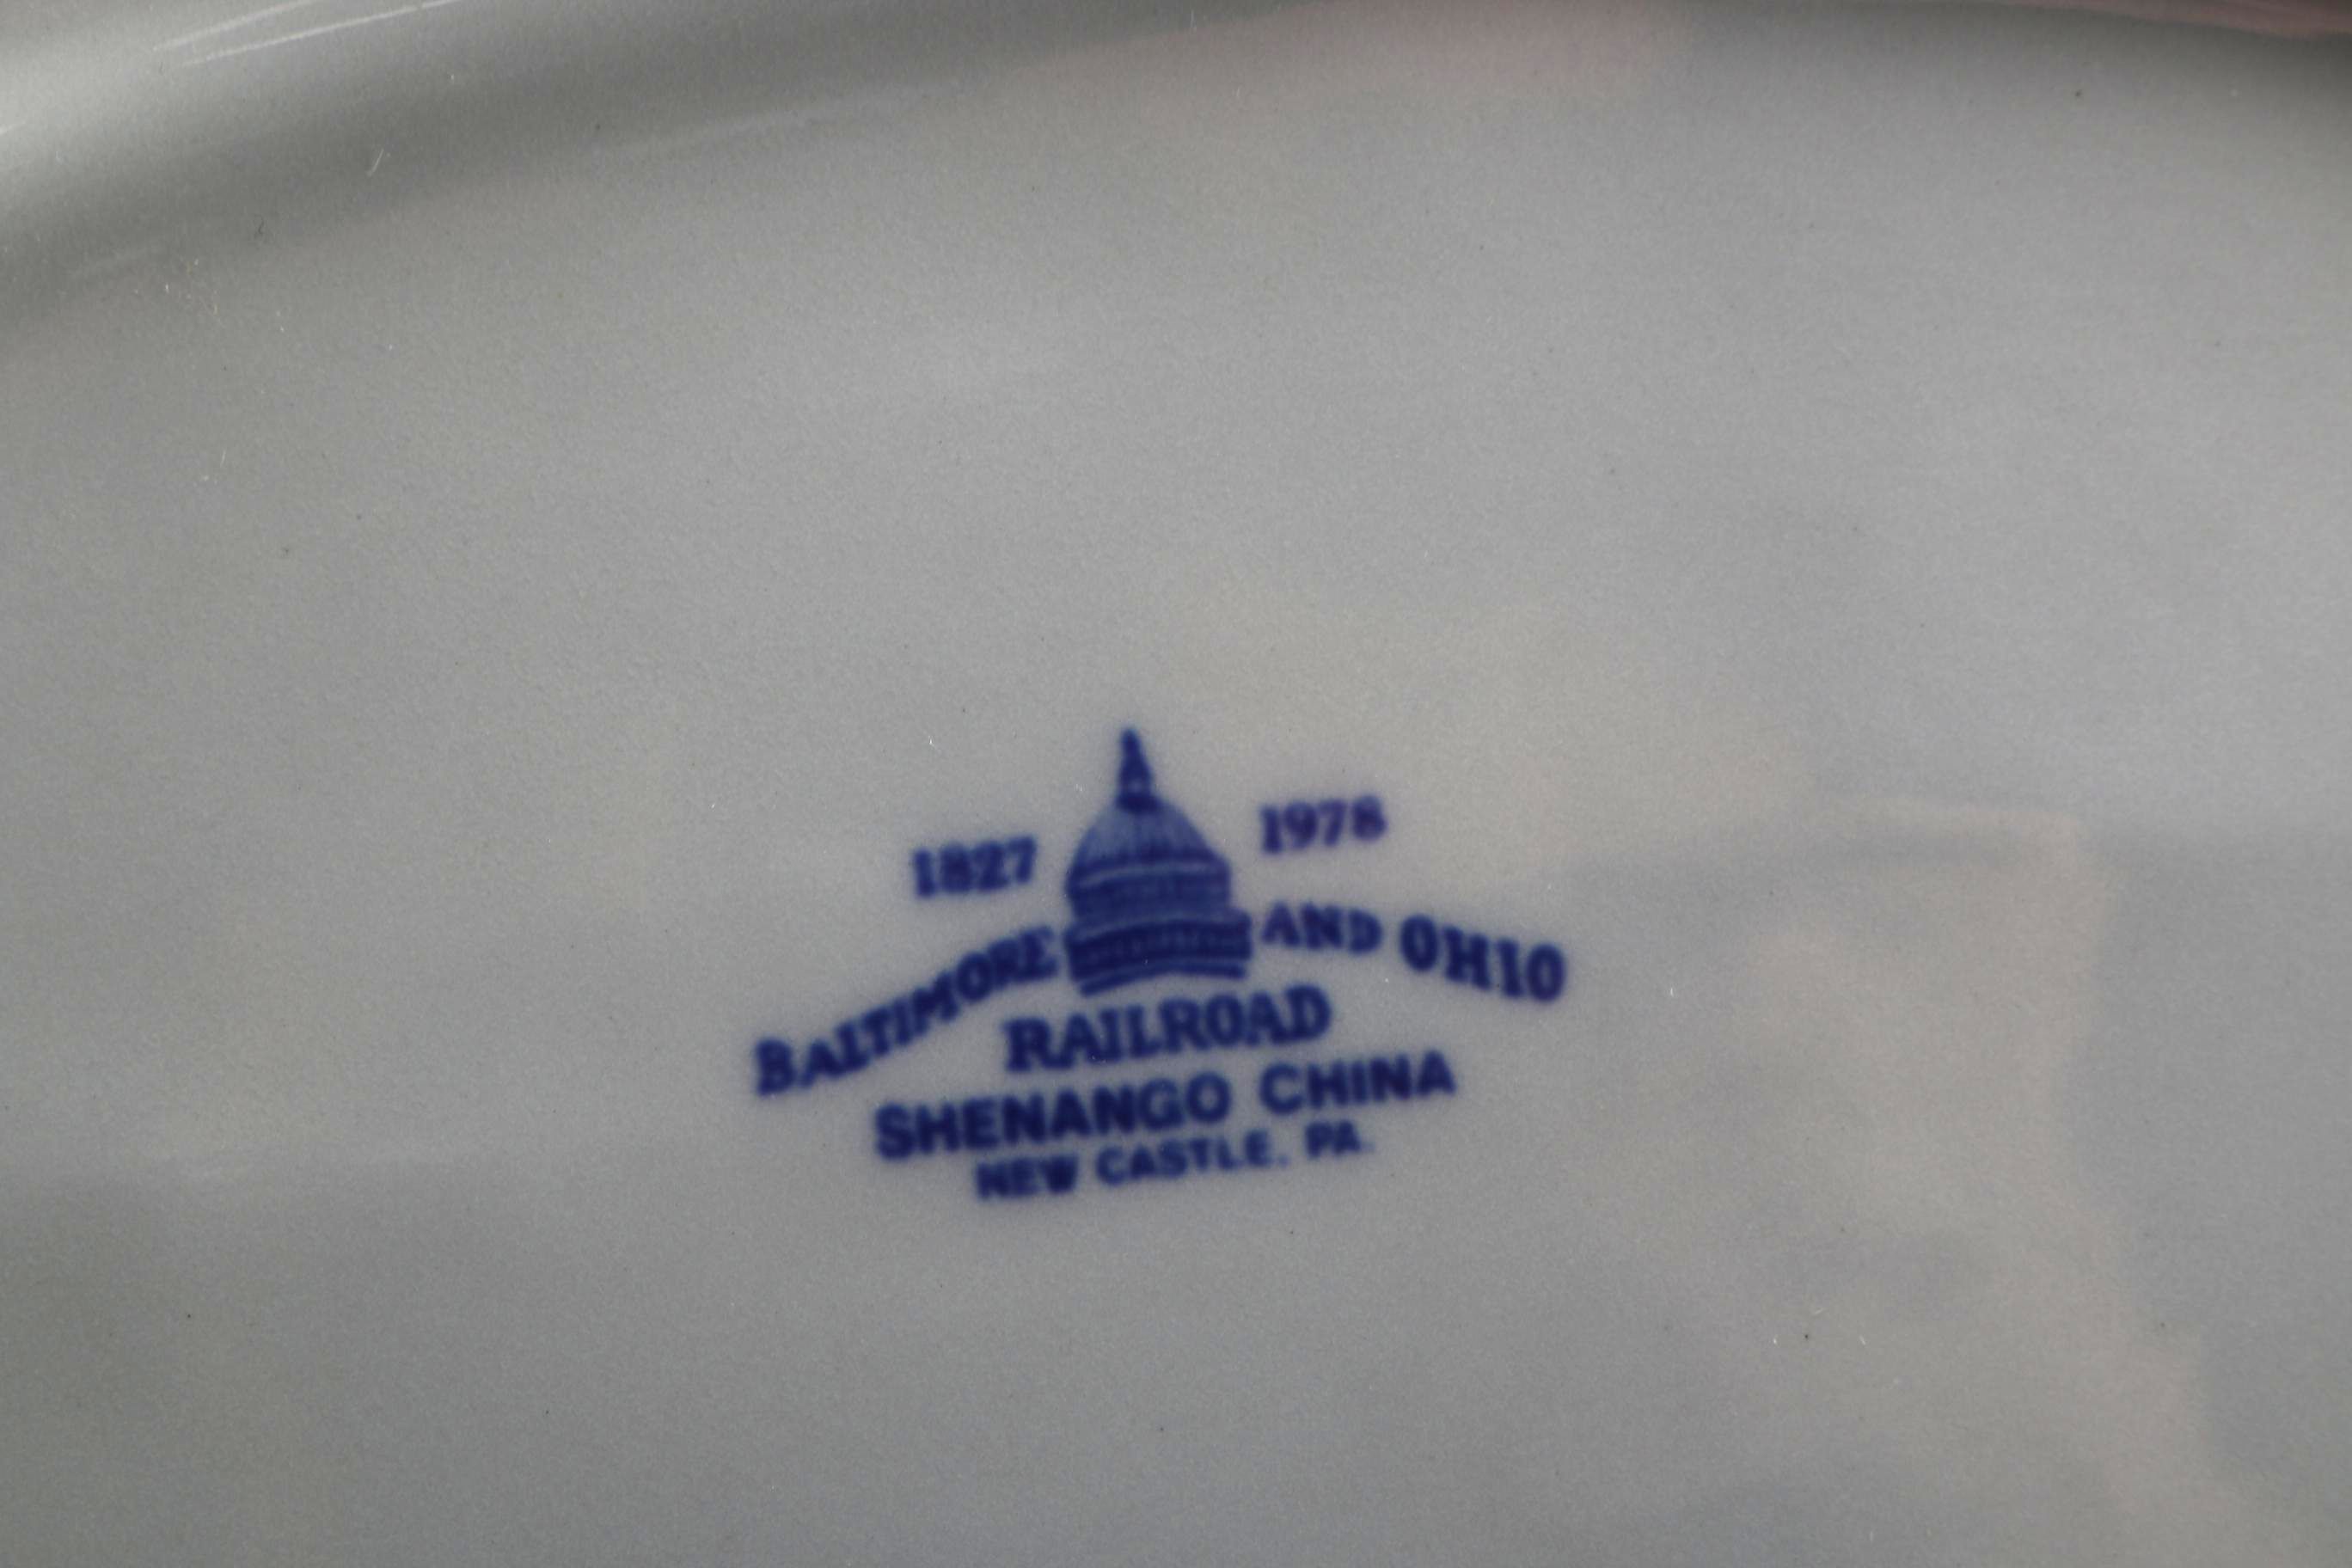 1827 1978
BALTIMORE AND OHIO
RAILROAD
SHENANGO CHINA
NEW CASTLE, PA.